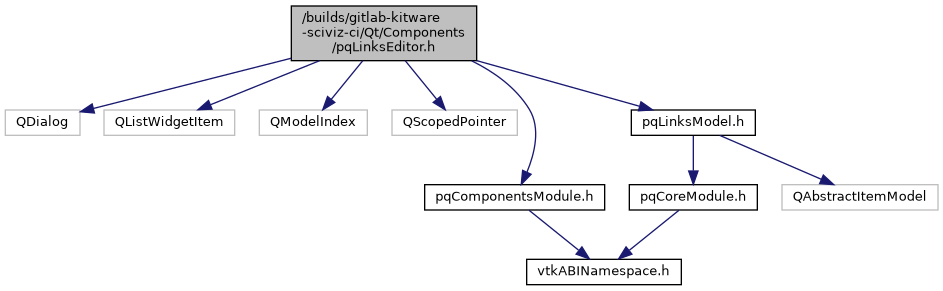 /builds/gitlab-kitware
-sciviz-ci/Qt/Components
/pqLinksEditor.h
QDialog
QListWidgetItem
QModelIndex
QScopedPointer
pqLinksModel.h
pqComponentsModule.h
pqCoreModule.h
QAbstractItemModel
vtkABINamespace.h